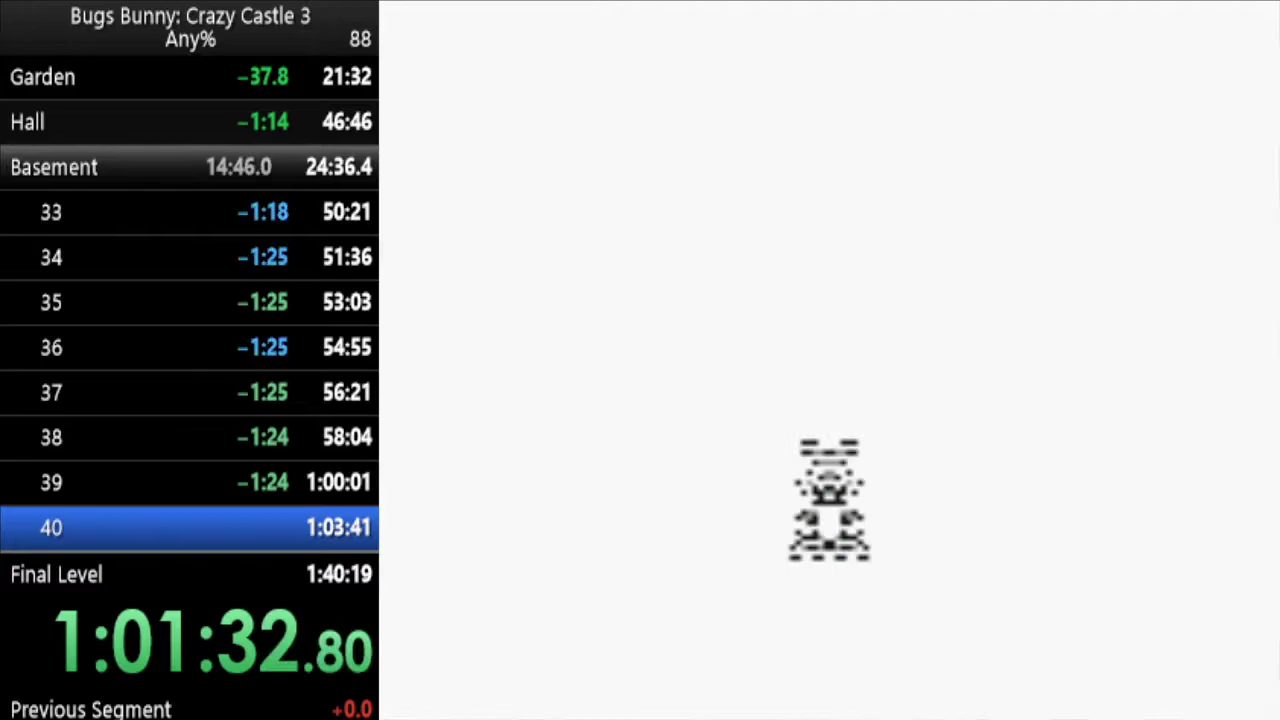 Bugs Bunny: Crazy Castle 3
Any% 88
Garden -37.8 21:32
Hall -1:14 46:46
Basement 14:46.0 24:36.4
33 -1:18 50:21
34 -1:25 51:36
35 -1:25 53:03
36 -1:25 54:55
37 -1:25 56:21
38 -1:24 58:04
39 -1:24 1:00:01
40 1:03:41
Final Level 1:40:19
1:01:32.80
Previous Segment +0.0